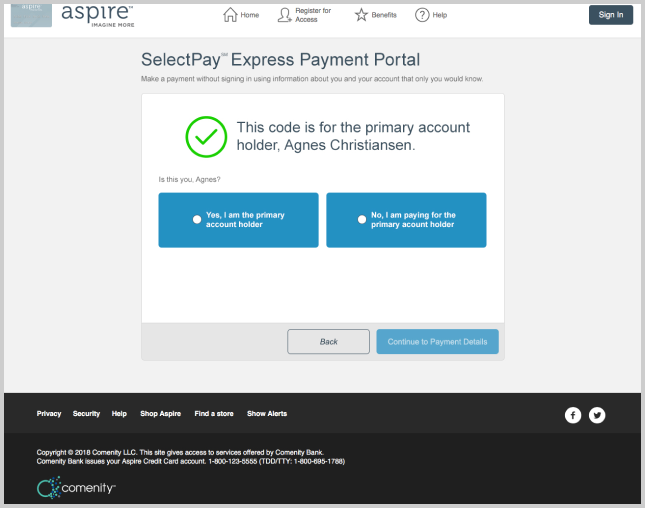 aspire
aspire™
IMAGINE MORE
Home
Register for
Access
Benefits
Help
Sign In
SelectPay℠ Express Payment Portal
Make a payment without signing in using information about you and your account that only you would know.
This code is for the primary account
holder, Agnes Christiansen.
Is this you, Agnes?
Yes, I am the primary
account holder
No, I am paying for the
primary acount holder
Back
Continue to Payment Details
Privacy Security Help Shop Aspire Find a store Show Alerts
Copyright © 2018 Comenity LLC. This site gives access to services offered by Comenity Bank.
Comenity Bank issues your Aspire Credit Card account. 1-800-123-5555 (TDD/TTY: 1-800-695-1788)
comenity℠